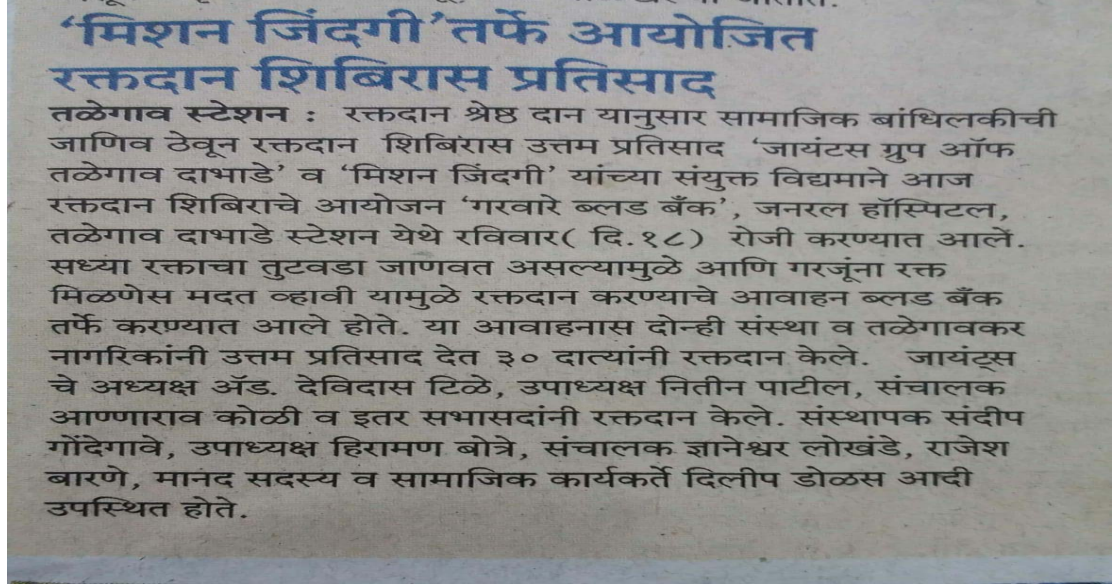 ‘मिशन जिंदगी’तर्फे आयोजित
रक्तदान शिबिरास प्रतिसाद
तळेगाव स्टेशन : रक्तदान श्रेष्ठ दान यानुसार सामाजिक बांधिलकीची
जाणिव ठेवून रक्तदान शिबिरास उत्तम प्रतिसाद ‘जायंटस ग्रुप ऑफ
तळेगाव दाभाडे’ व ‘मिशन जिंदगी’ यांच्या संयुक्त विद्यमाने आज
रक्तदान शिबिराचे आयोजन ‘गरवारे ब्लड बँक’, जनरल हॉस्पिटल,
तळेगाव दाभाडे स्टेशन येथे रविवार( दि.१८) रोजी करण्यात आलें.
सध्या रक्ताचा तुटवडा जाणवत असल्यामुळे आणि गरजूंना रक्त
मिळणेस मदत व्हावी यामुळे रक्तदान करण्याचे आवाहन ब्लड बँक
तर्फे करण्यात आले होते. या आवाहनास दोन्ही संस्था व तळेगावकर
नागरिकांनी उत्तम प्रतिसाद देत ३० दात्यांनी रक्तदान केले. जायंट्स
चे अध्यक्ष ॲड. देविदास टिळे, उपाध्यक्ष नितीन पाटील, संचालक
आण्णाराव कोळी व इतर सभासदांनी रक्तदान केले. संस्थापक संदीप
गोंदेगावे, उपाध्यक्ष हिरामण बोत्रे, संचालक ज्ञानेश्वर लोखंडे, राजेश
बारणे, मानद सदस्य व सामाजिक कार्यकर्ते दिलीप डोळस आदी
उपस्थित होते.